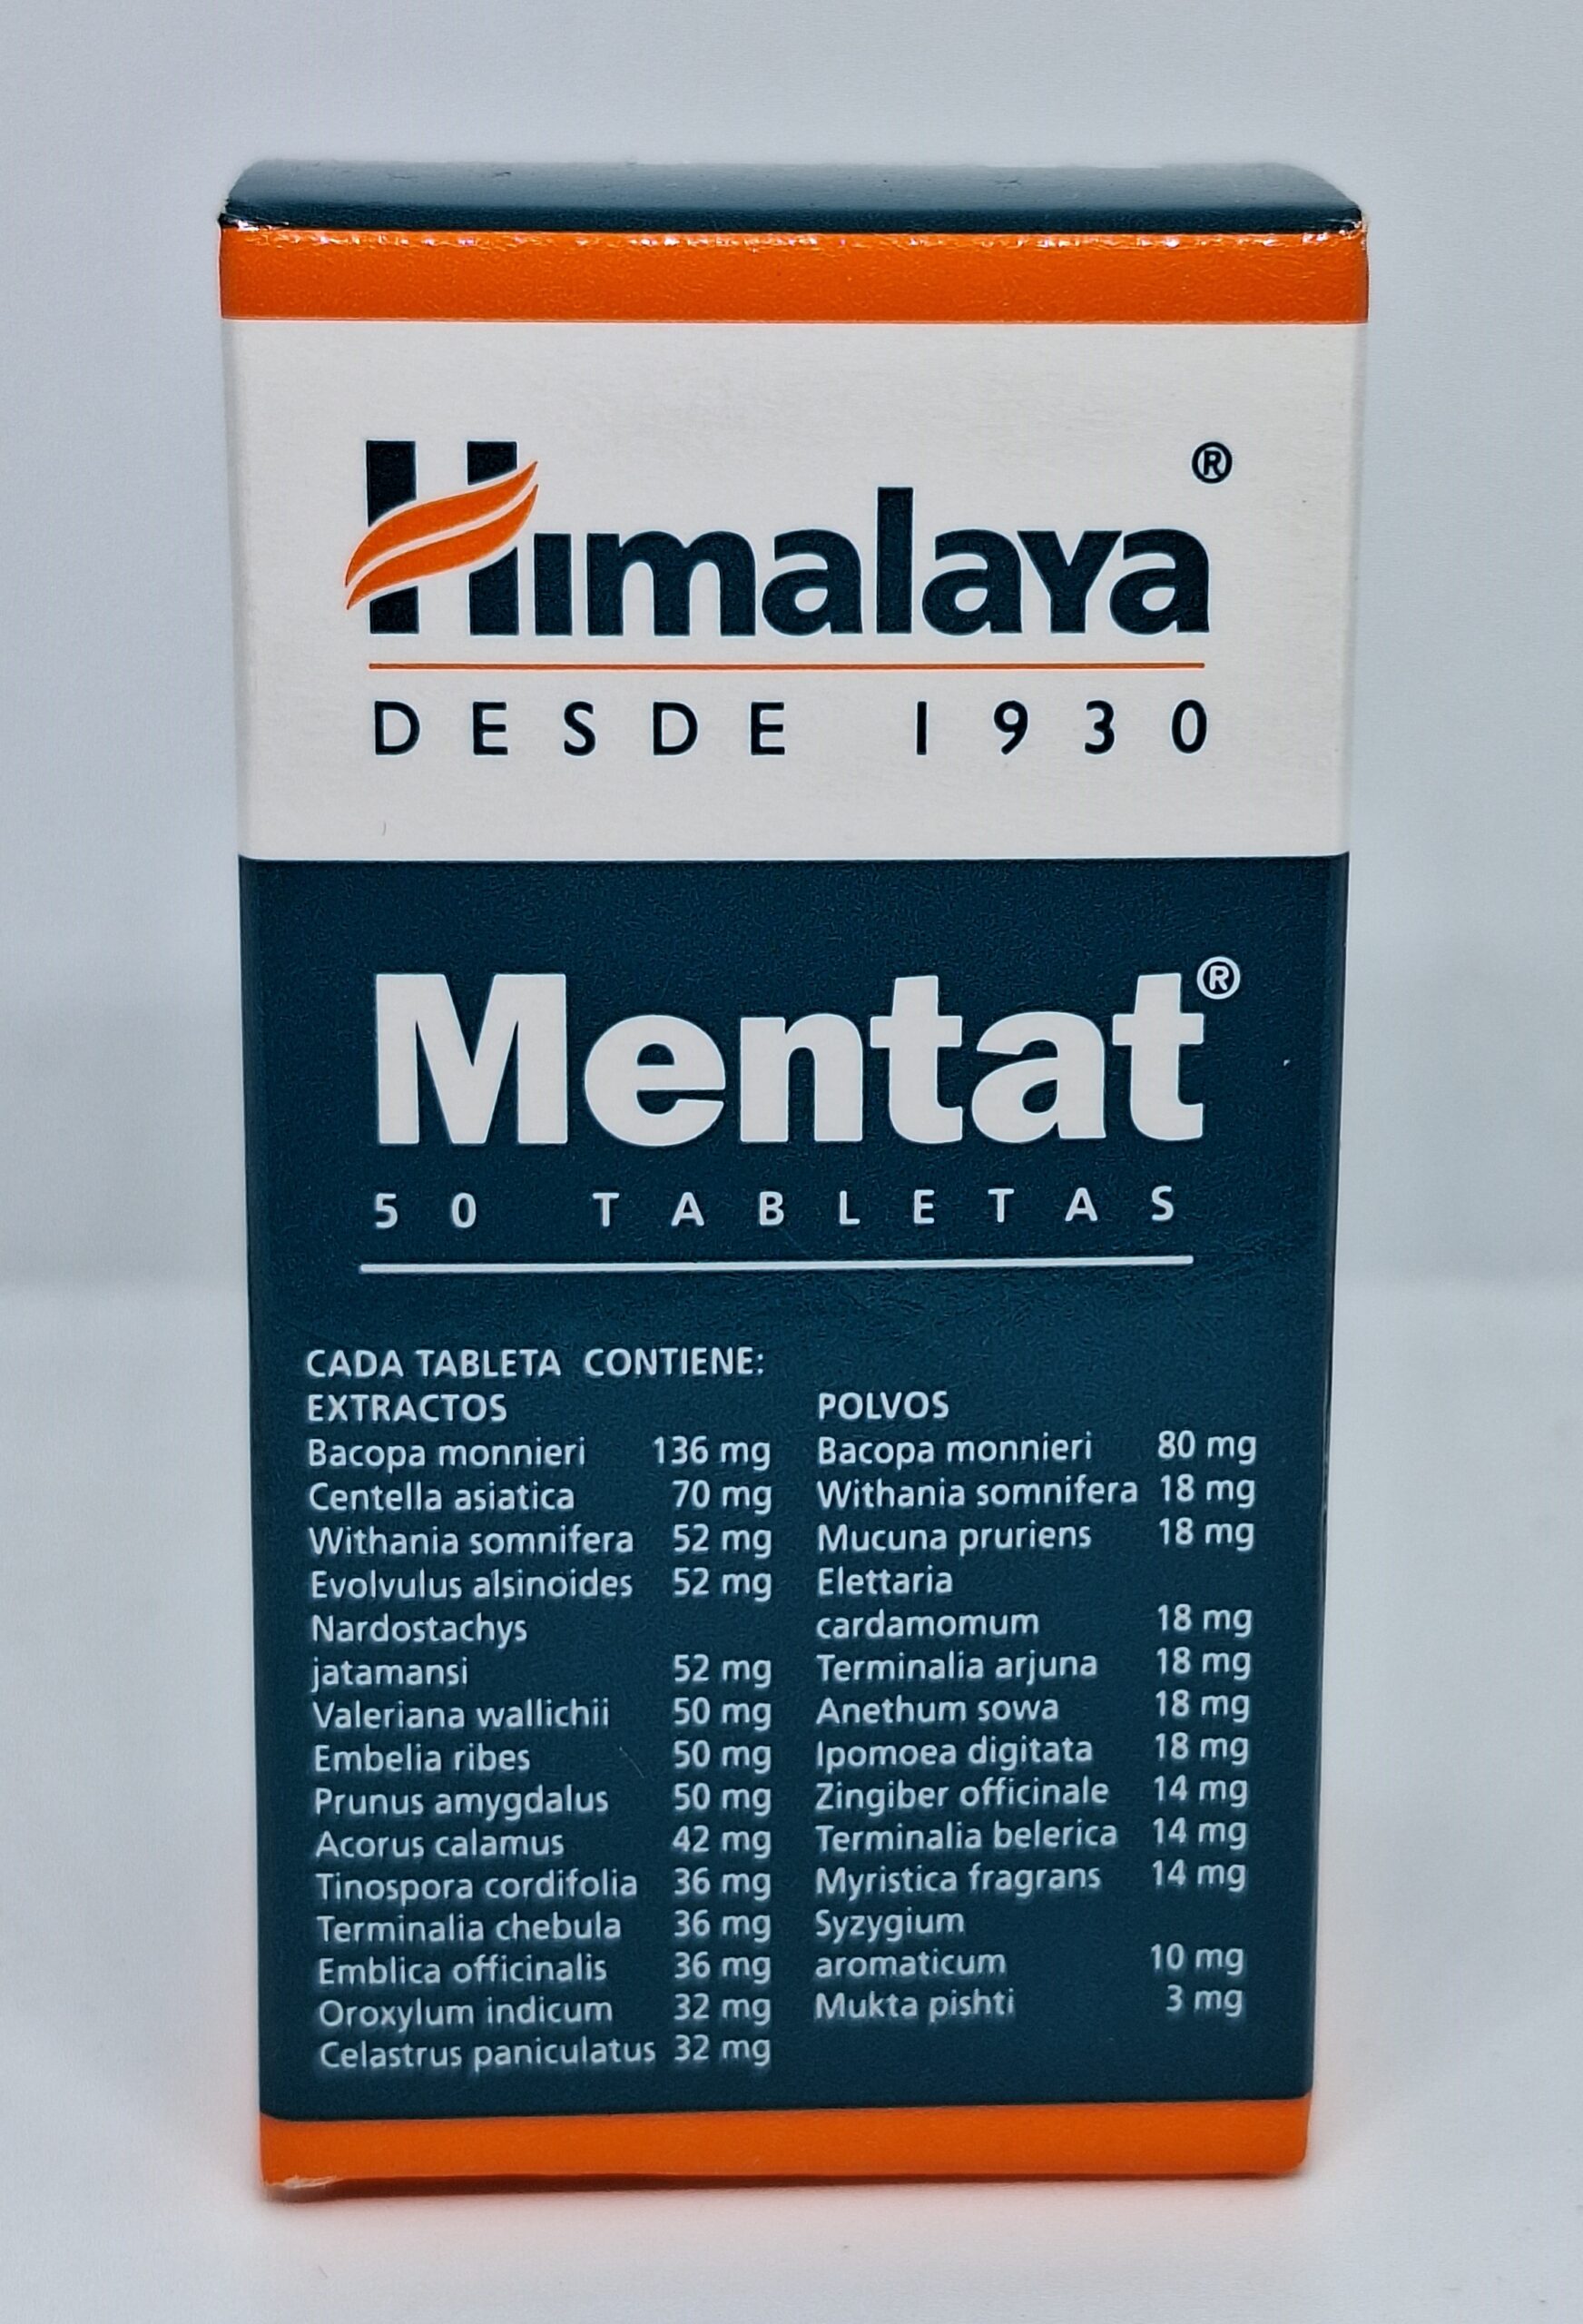 Himalaya®
DESDE 1930
Mentat®
50 TABLETAS
CADA TABLETA CONTIENE:
EXTRACTOS
Bacopa monnieri 136 mg
Centella asiatica 70 mg
Withania somnifera 52 mg
Evolvulus alsinoides 52 mg
Nardostachys
jatamansi 52 mg
Valeriana wallichii 50 mg
Embelia ribes 50 mg
Prunus amygdalus 50 mg
Acorus calamus 42 mg
Tinospora cordifolia 36 mg
Terminalia chebula 36 mg
Emblica officinalis 36 mg
Oroxylum indicum 32 mg
Celastrus paniculatus 32 mg
POLVOS
Bacopa monnieri 80 mg
Withania somnifera 18 mg
Mucuna pruriens 18 mg
Elettaria
cardamomum 18 mg
Terminalia arjuna 18 mg
Anethum sowa 18 mg
Ipomoea digitata 18 mg
Zingiber officinale 14 mg
Terminalia belerica 14 mg
Myristica fragrans 14 mg
Syzygium
aromaticum 10 mg
Mukta pishti 3 mg